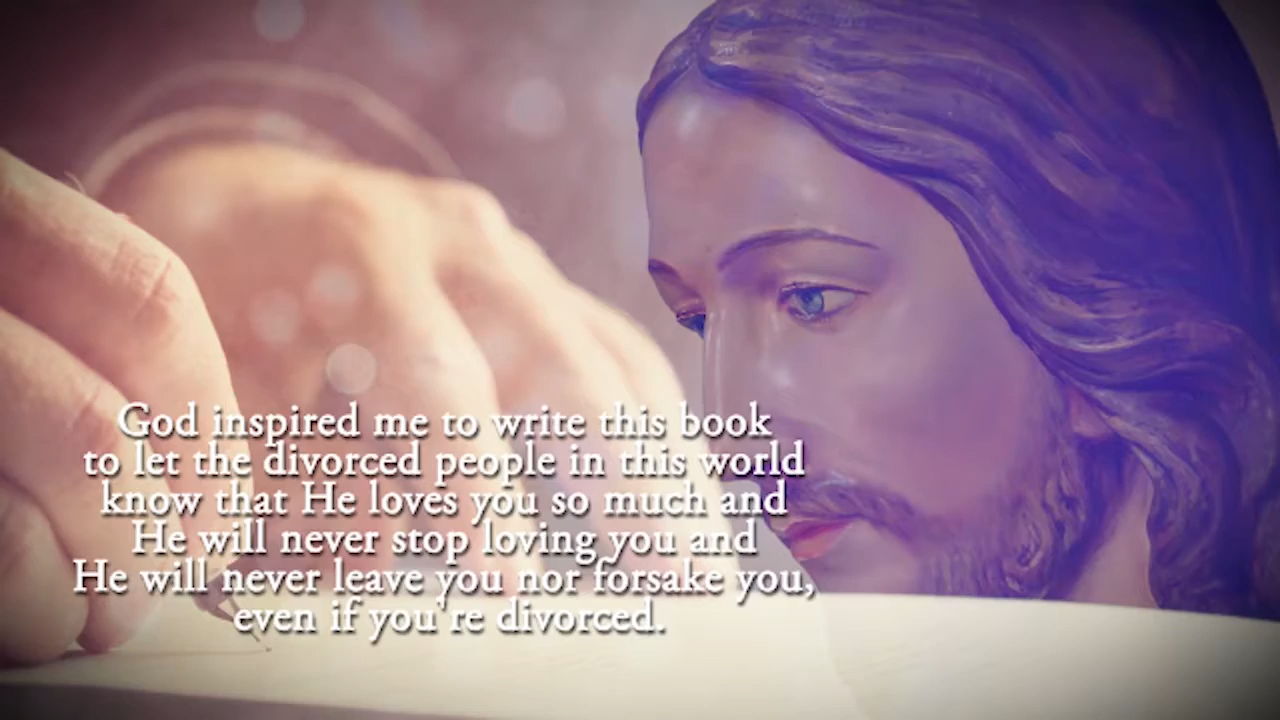 God inspired me to write this book
to let the divorced people in this world
know that He loves you so much and
He will never stop loving you and
He will never leave you nor forsake you,
even if you're divorced.